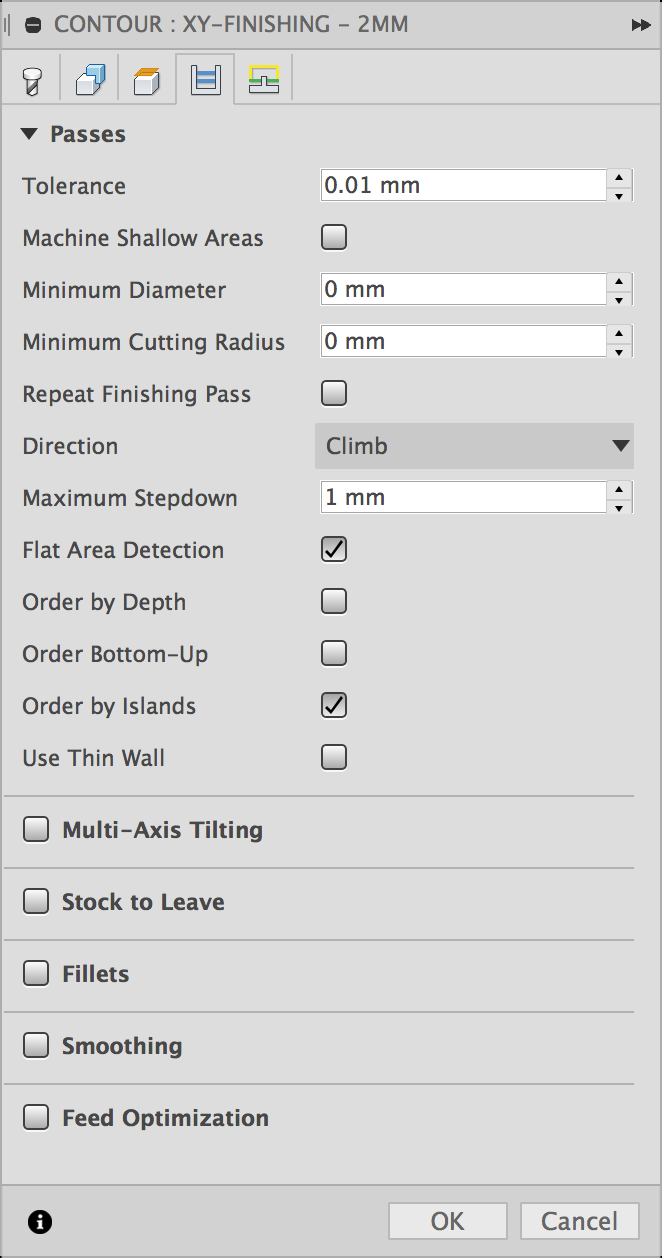 CONTOUR : XY-FINISHING - 2MM
Passes
Tolerance 0.01 mm
Machine Shallow Areas
Minimum Diameter 0 mm
Minimum Cutting Radius 0 mm
Repeat Finishing Pass
Direction Climb
Maximum Stepdown 1 mm
Flat Area Detection
Order by Depth
Order Bottom-Up
Order by Islands
Use Thin Wall
Multi-Axis Tilting
Stock to Leave
Fillets
Smoothing
Feed Optimization
OK Cancel